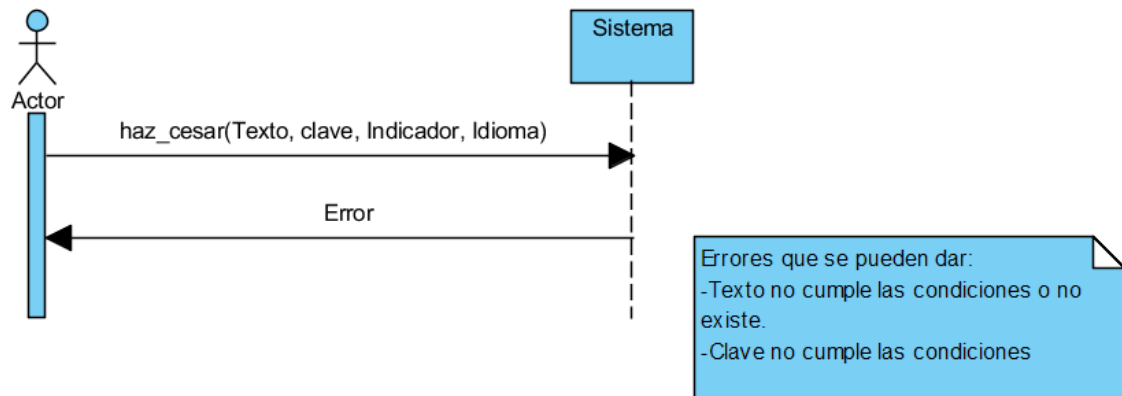 Sistema
Actor
haz_cesar(Texto, clave, Indicador, Idioma)
Error
Errores que se pueden dar:
-Texto no cumple las condiciones o no
existe.
-Clave no cumple las condiciones